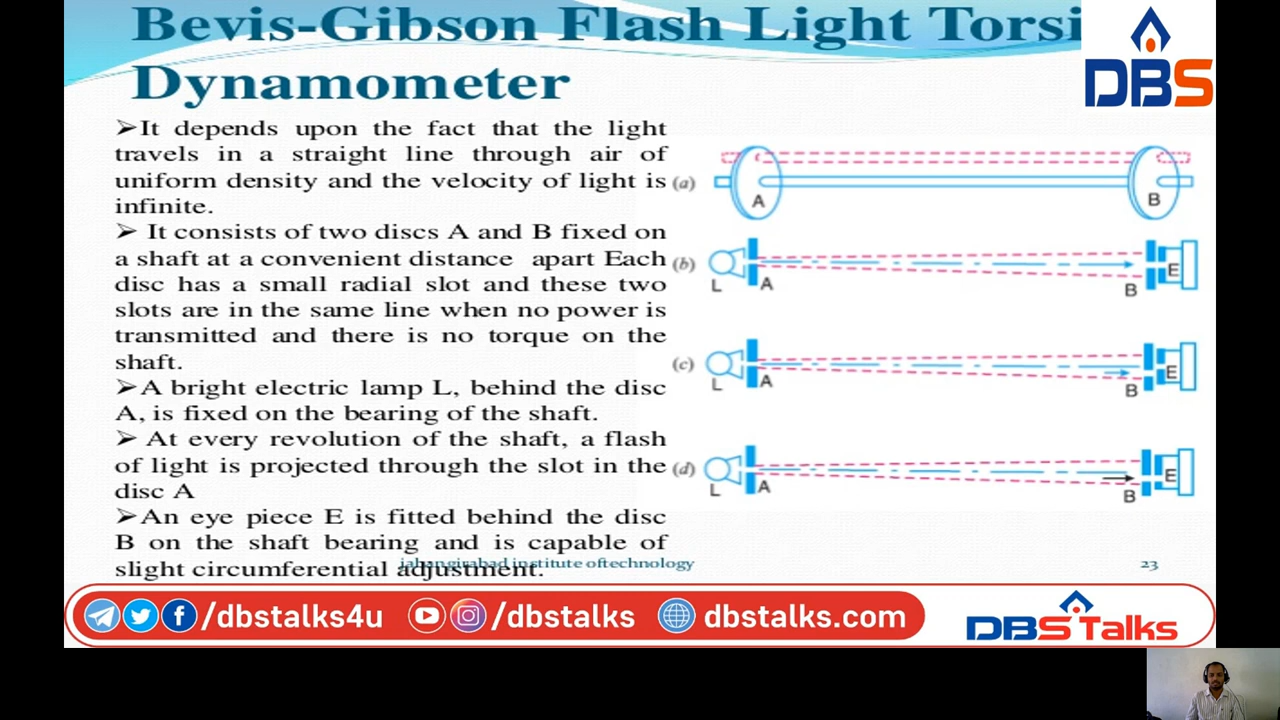 Bevis-Gibson Flash Light Torsi
Dynamometer
DBS
➤It depends upon the fact that the light
travels in a straight line through air of
uniform density and the velocity of light is
infinite.
➤ It consists of two discs A and B fixed on
a shaft at a convenient distance apart Each
disc has a small radial slot and these two
slots are in the same line when no power is
transmitted and there is no torque on the
shaft.
➤A bright electric lamp L, behind the disc
A, is fixed on the bearing of the shaft.
➤ At every revolution of the shaft, a flash
of light is projected through the slot in the
disc A
➤An eye piece E is fitted behind the disc
B on the shaft bearing and is capable of
slight circumferential adjustment.
(a) A B
(b) L A B E
(c) L A B E
(d) L A B E
jahangirabad institute oftechnology
23
/dbstalks4u /dbstalks dbstalks.com
DBS Talks